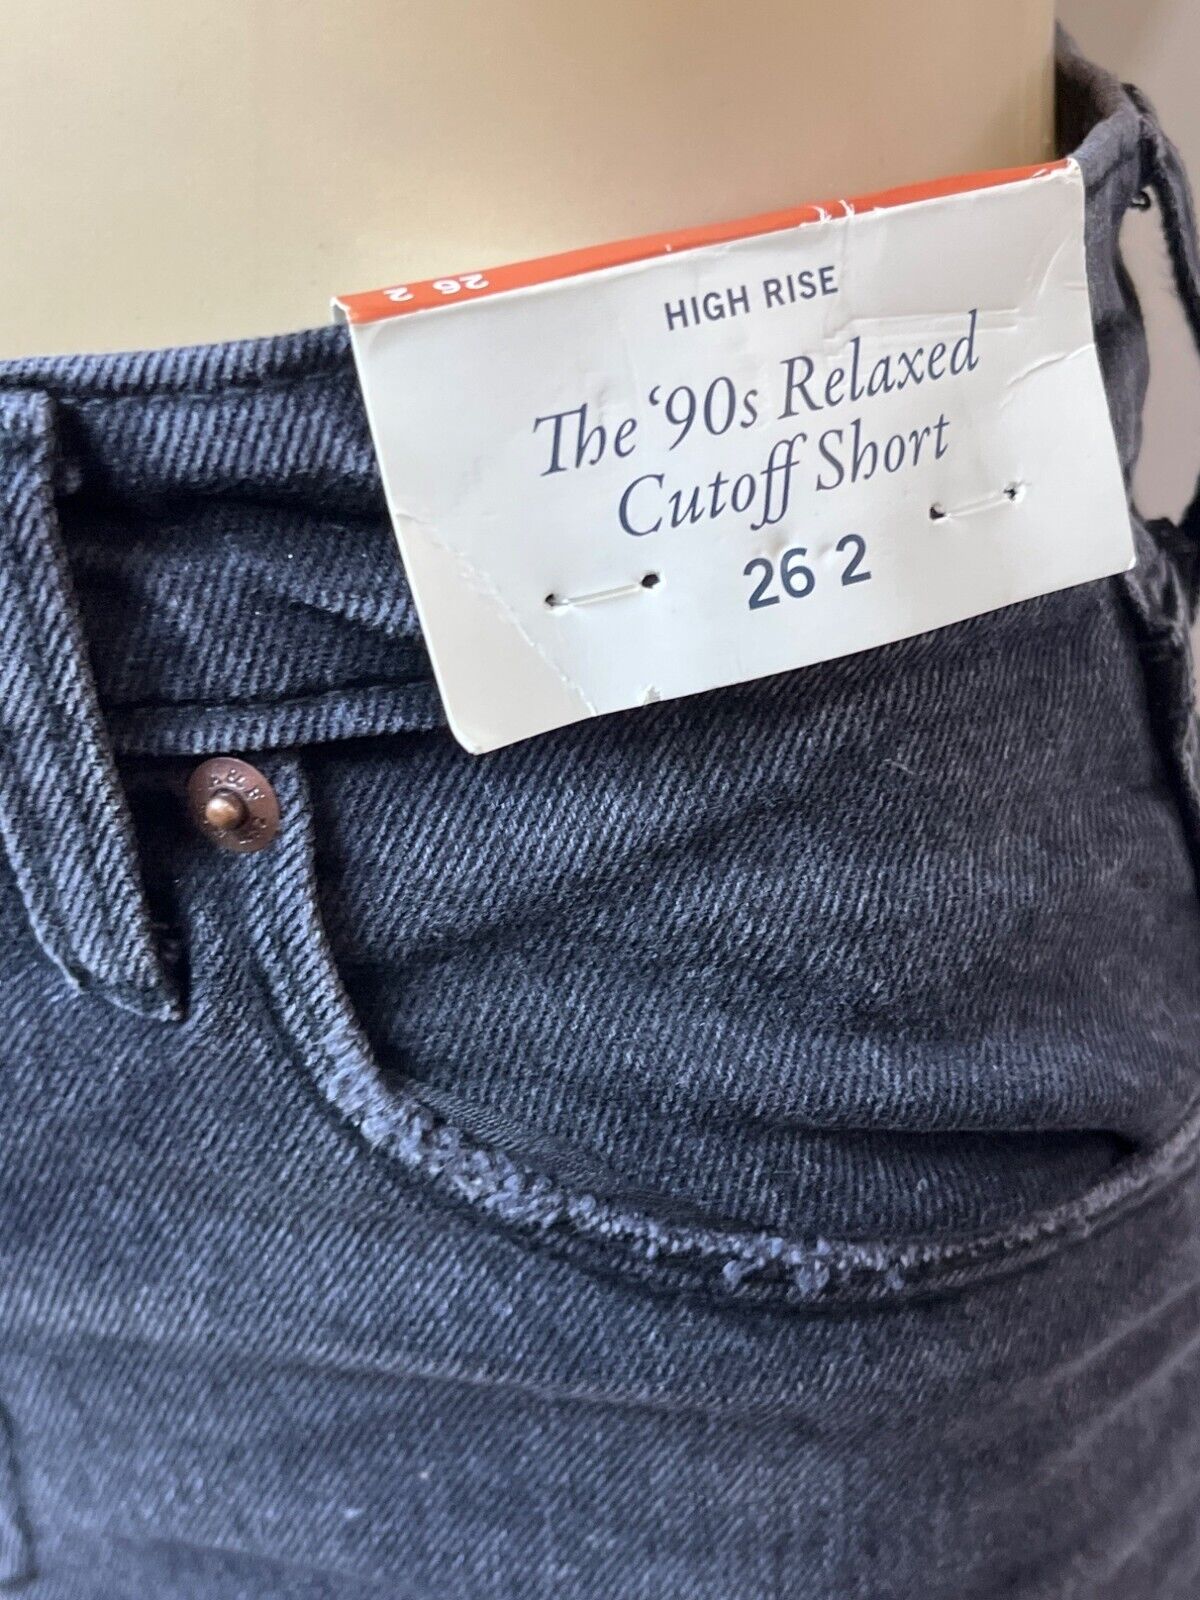 26 2
HIGH RISE
The ‘90s Relaxed
Cutoff Short
26 2